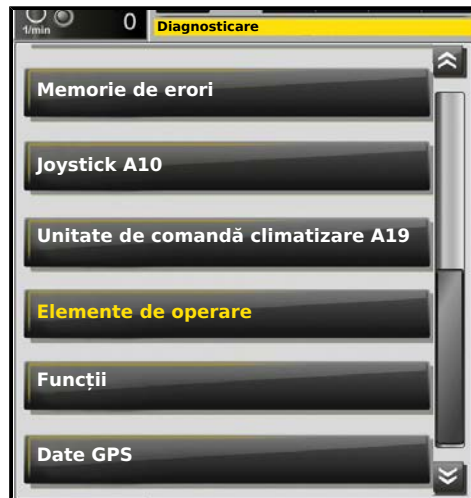 1/min
0
Diagnosticare
Memorie de erori
Joystick A10
Unitate de comandă climatizare A19
Elemente de operare
Funcții
Date GPS